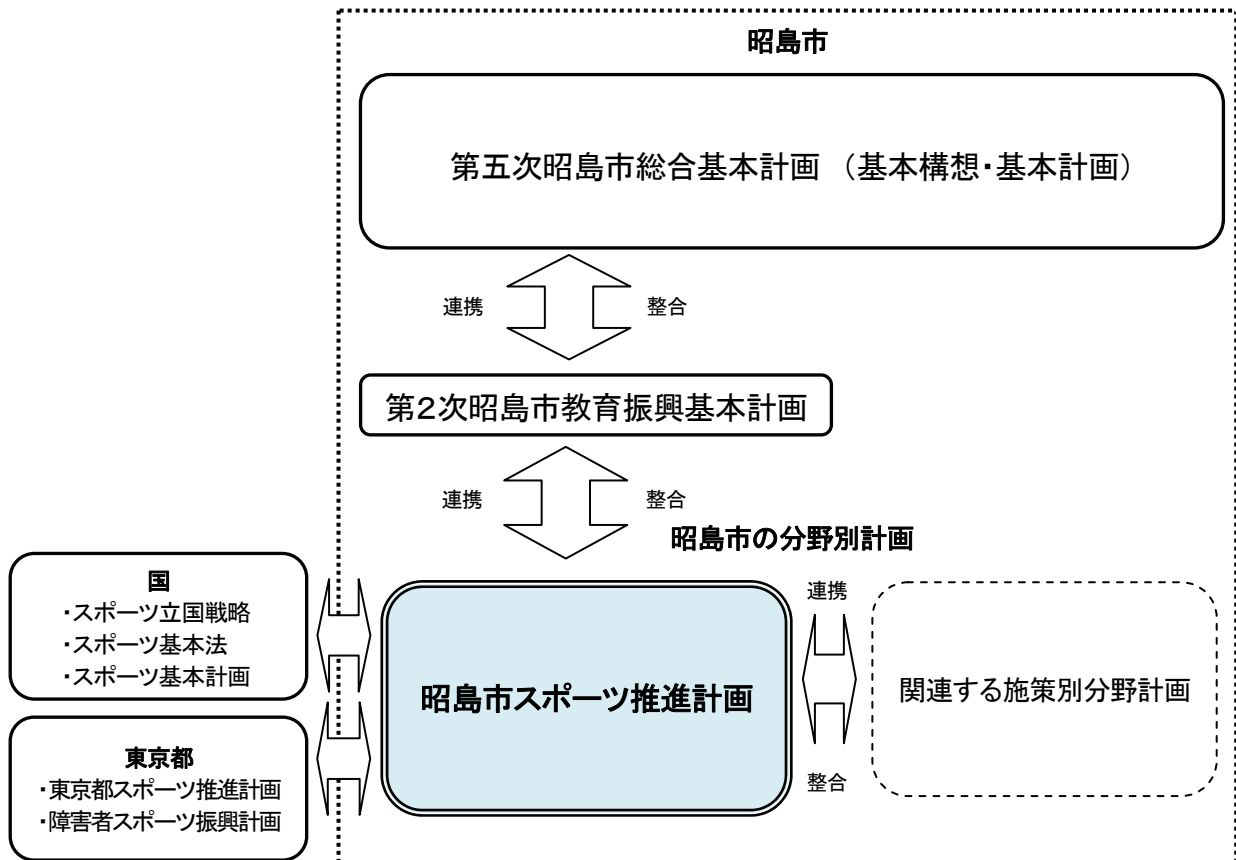 昭島市
第五次昭島市総合基本計画 （基本構想・基本計画）
連携
整合
第２次昭島市教育振興基本計画
連携
整合
昭島市の分野別計画
国
・スポーツ立国戦略
・スポーツ基本法
・スポーツ基本計画
東京都
・東京都スポーツ推進計画
・障害者スポーツ振興計画
昭島市スポーツ推進計画
連携
整合
関連する施策別分野計画